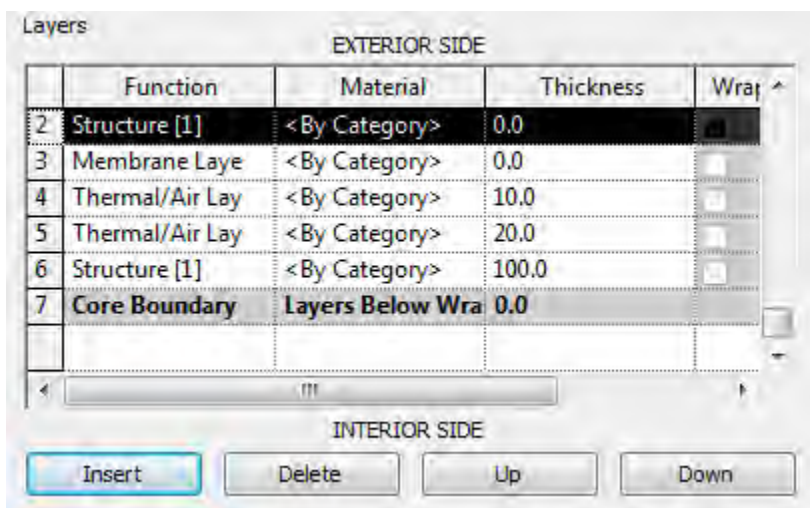 Layers
EXTERIOR SIDE
Function Material Thickness Wrap
2 Structure [1] <By Category> 0.0
3 Membrane Laye <By Category> 0.0
4 Thermal/Air Lay <By Category> 10.0
5 Thermal/Air Lay <By Category> 20.0
6 Structure [1] <By Category> 100.0
7 Core Boundary Layers Below Wra 0.0
INTERIOR SIDE
Insert Delete Up Down